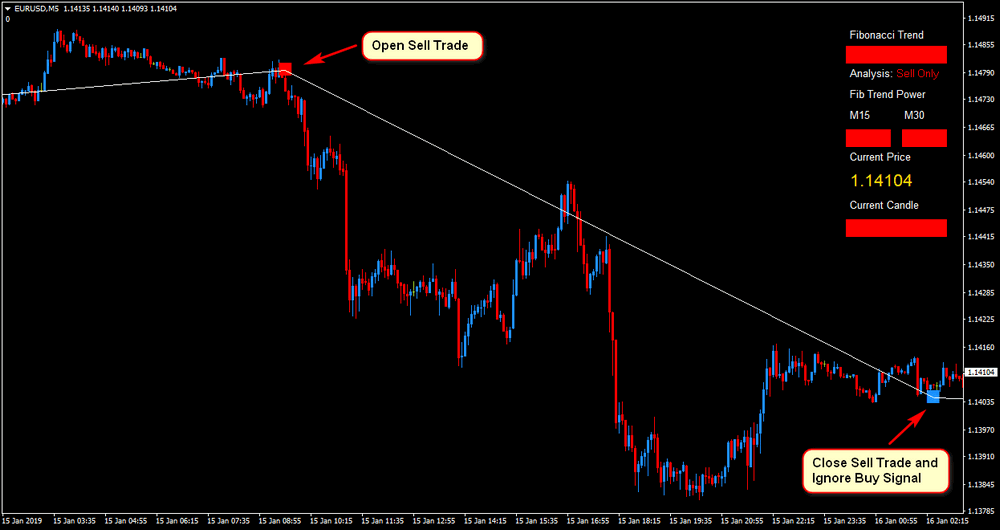 EURUSD,M5 1.14135 1.14140 1.14093 1.14104
0
Open Sell Trade
Fibonacci Trend
Analysis: Sell Only
Fib Trend Power
M15 M30
Current Price
1.14104
Current Candle
Close Sell Trade and
Ignore Buy Signal
1.14915
1.14855
1.14790
1.14730
1.14665
1.14600
1.14540
1.14475
1.14415
1.14350
1.14285
1.14225
1.14160
1.14104
1.14035
1.13970
1.13910
1.13845
1.13785
15 Jan 2019 15 Jan 03:35 15 Jan 04:55 15 Jan 06:15 15 Jan 07:35 15 Jan 08:55 15 Jan 10:15 15 Jan 11:35 15 Jan 12:55 15 Jan 14:15 15 Jan 15:35 15 Jan 16:55 15 Jan 18:15 15 Jan 19:35 15 Jan 20:55 15 Jan 22:15 15 Jan 23:35 16 Jan 00:55 16 Jan 02:15